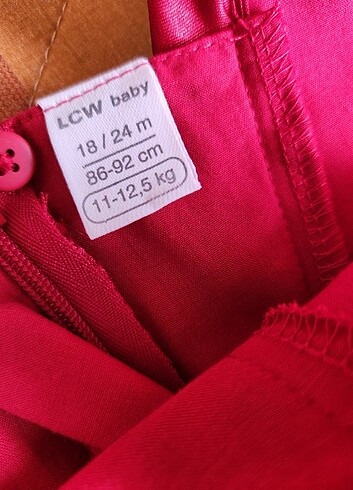 LCW baby
18 / 24 m
86-92 cm
11-12,5 kg